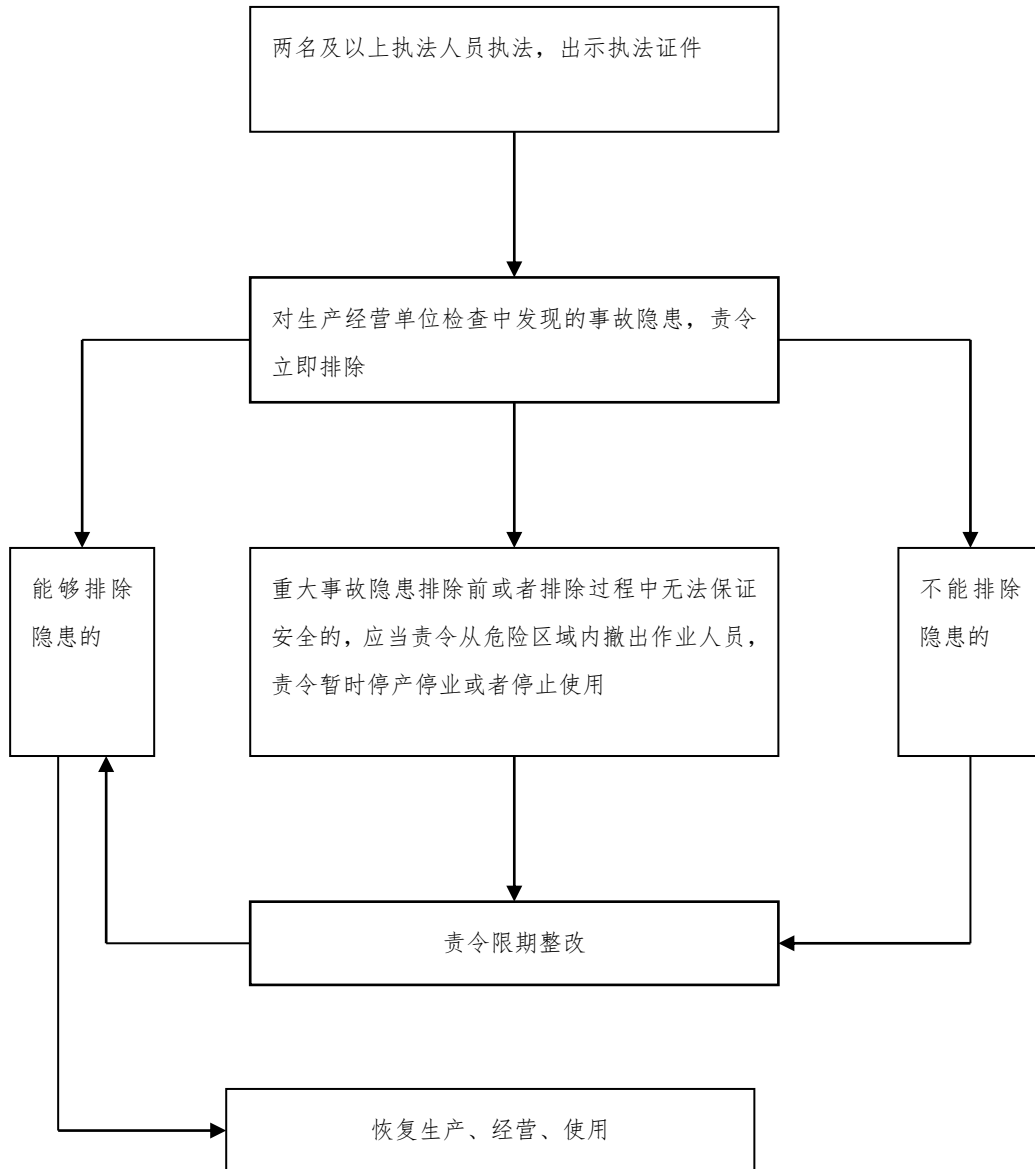 两名及以上执法人员执法，出示执法证件
对生产经营单位检查中发现的事故隐患，责令
立即排除
能够排除
隐患的
重大事故隐患排除前或者排除过程中无法保证
安全的，应当责令从危险区域内撤出作业人员，
责令暂时停产停业或者停止使用
不能排除
隐患的
责令限期整改
恢复生产、经营、使用